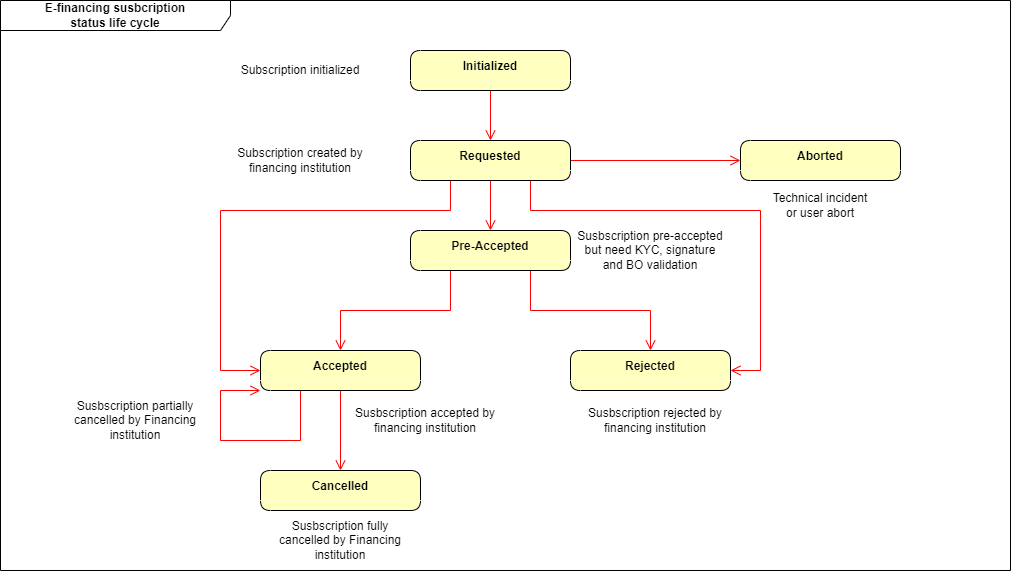 E-financing susbcription
status life cycle
Subscription initialized
Initialized
Subscription created by
financing institution
Requested
Aborted
Technical incident
or user abort
Pre-Accepted
Susbscription pre-accepted
but need KYC, signature
and BO validation
Accepted
Rejected
Susbscription partially
cancelled by Financing
institution
Susbscription accepted by
financing institution
Susbscription rejected by
financing institution
Cancelled
Susbscription fully
cancelled by Financing
institution